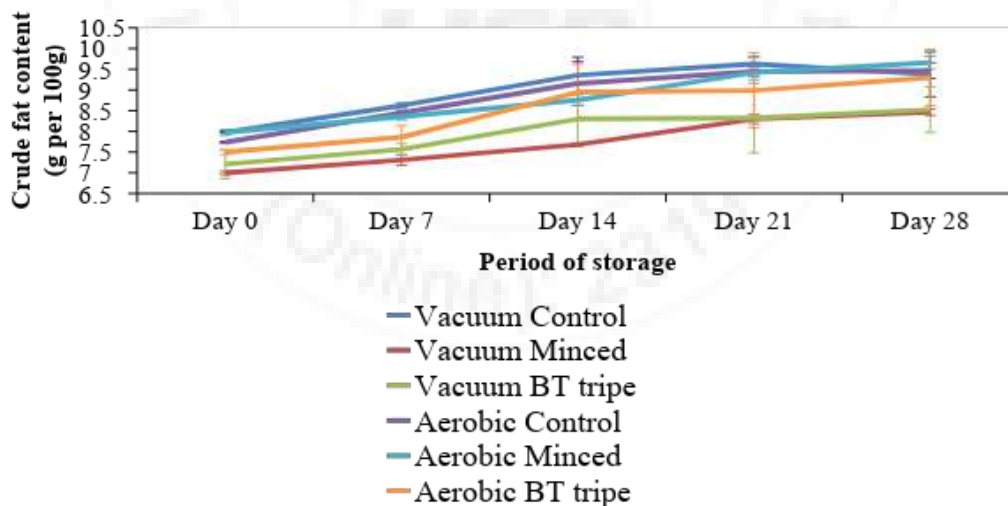 Crude fat content
(g per 100g)
10.5
10
9.5
9
8.5
8
7.5
7
6.5
Day 0 Day 7 Day 14 Day 21 Day 28
Period of storage
Vacuum Control
Vacuum Minced
Vacuum BT tripe
Aerobic Control
Aerobic Minced
Aerobic BT tripe